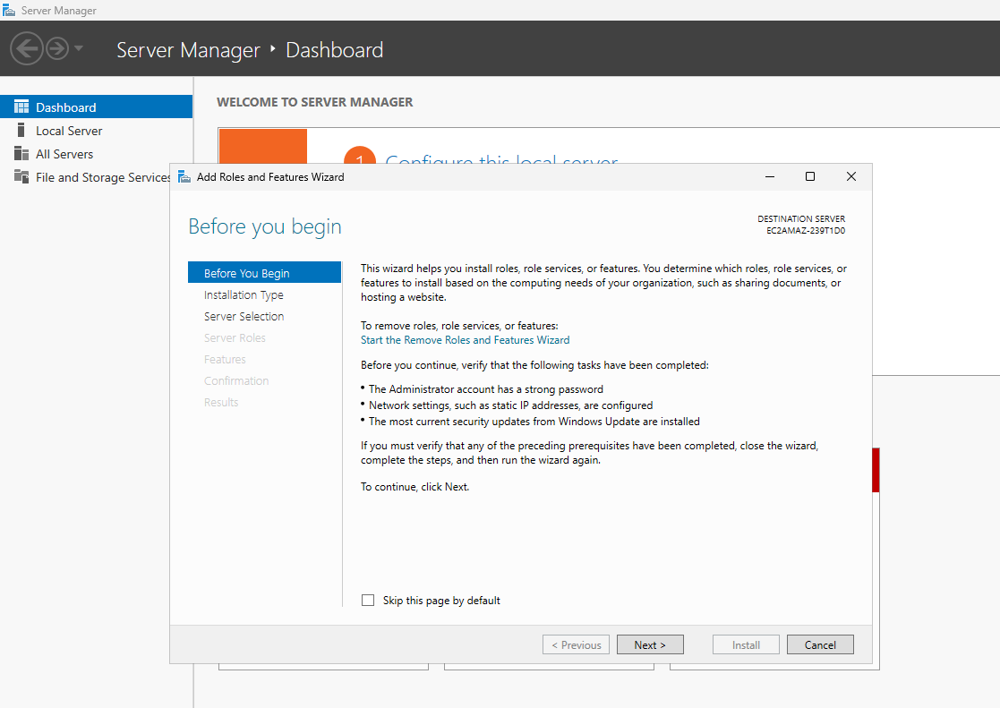 Server Manager
Server Manager ‣ Dashboard
Dashboard
Local Server
All Servers
File and Storage Services
WELCOME TO SERVER MANAGER
1 Configure this local server
Add Roles and Features Wizard
Before you begin
DESTINATION SERVER
EC2AMAZ-239T1D0
Before You Begin
Installation Type
Server Selection
Server Roles
Features
Confirmation
Results
This wizard helps you install roles, role services, or features. You determine which roles, role services, or
features to install based on the computing needs of your organization, such as sharing documents, or
hosting a website.
To remove roles, role services, or features:
Start the Remove Roles and Features Wizard
Before you continue, verify that the following tasks have been completed:
• The Administrator account has a strong password
• Network settings, such as static IP addresses, are configured
• The most current security updates from Windows Update are installed
If you must verify that any of the preceding prerequisites have been completed, close the wizard,
complete the steps, and then run the wizard again.
To continue, click Next.
Skip this page by default
< Previous
Next >
Install
Cancel